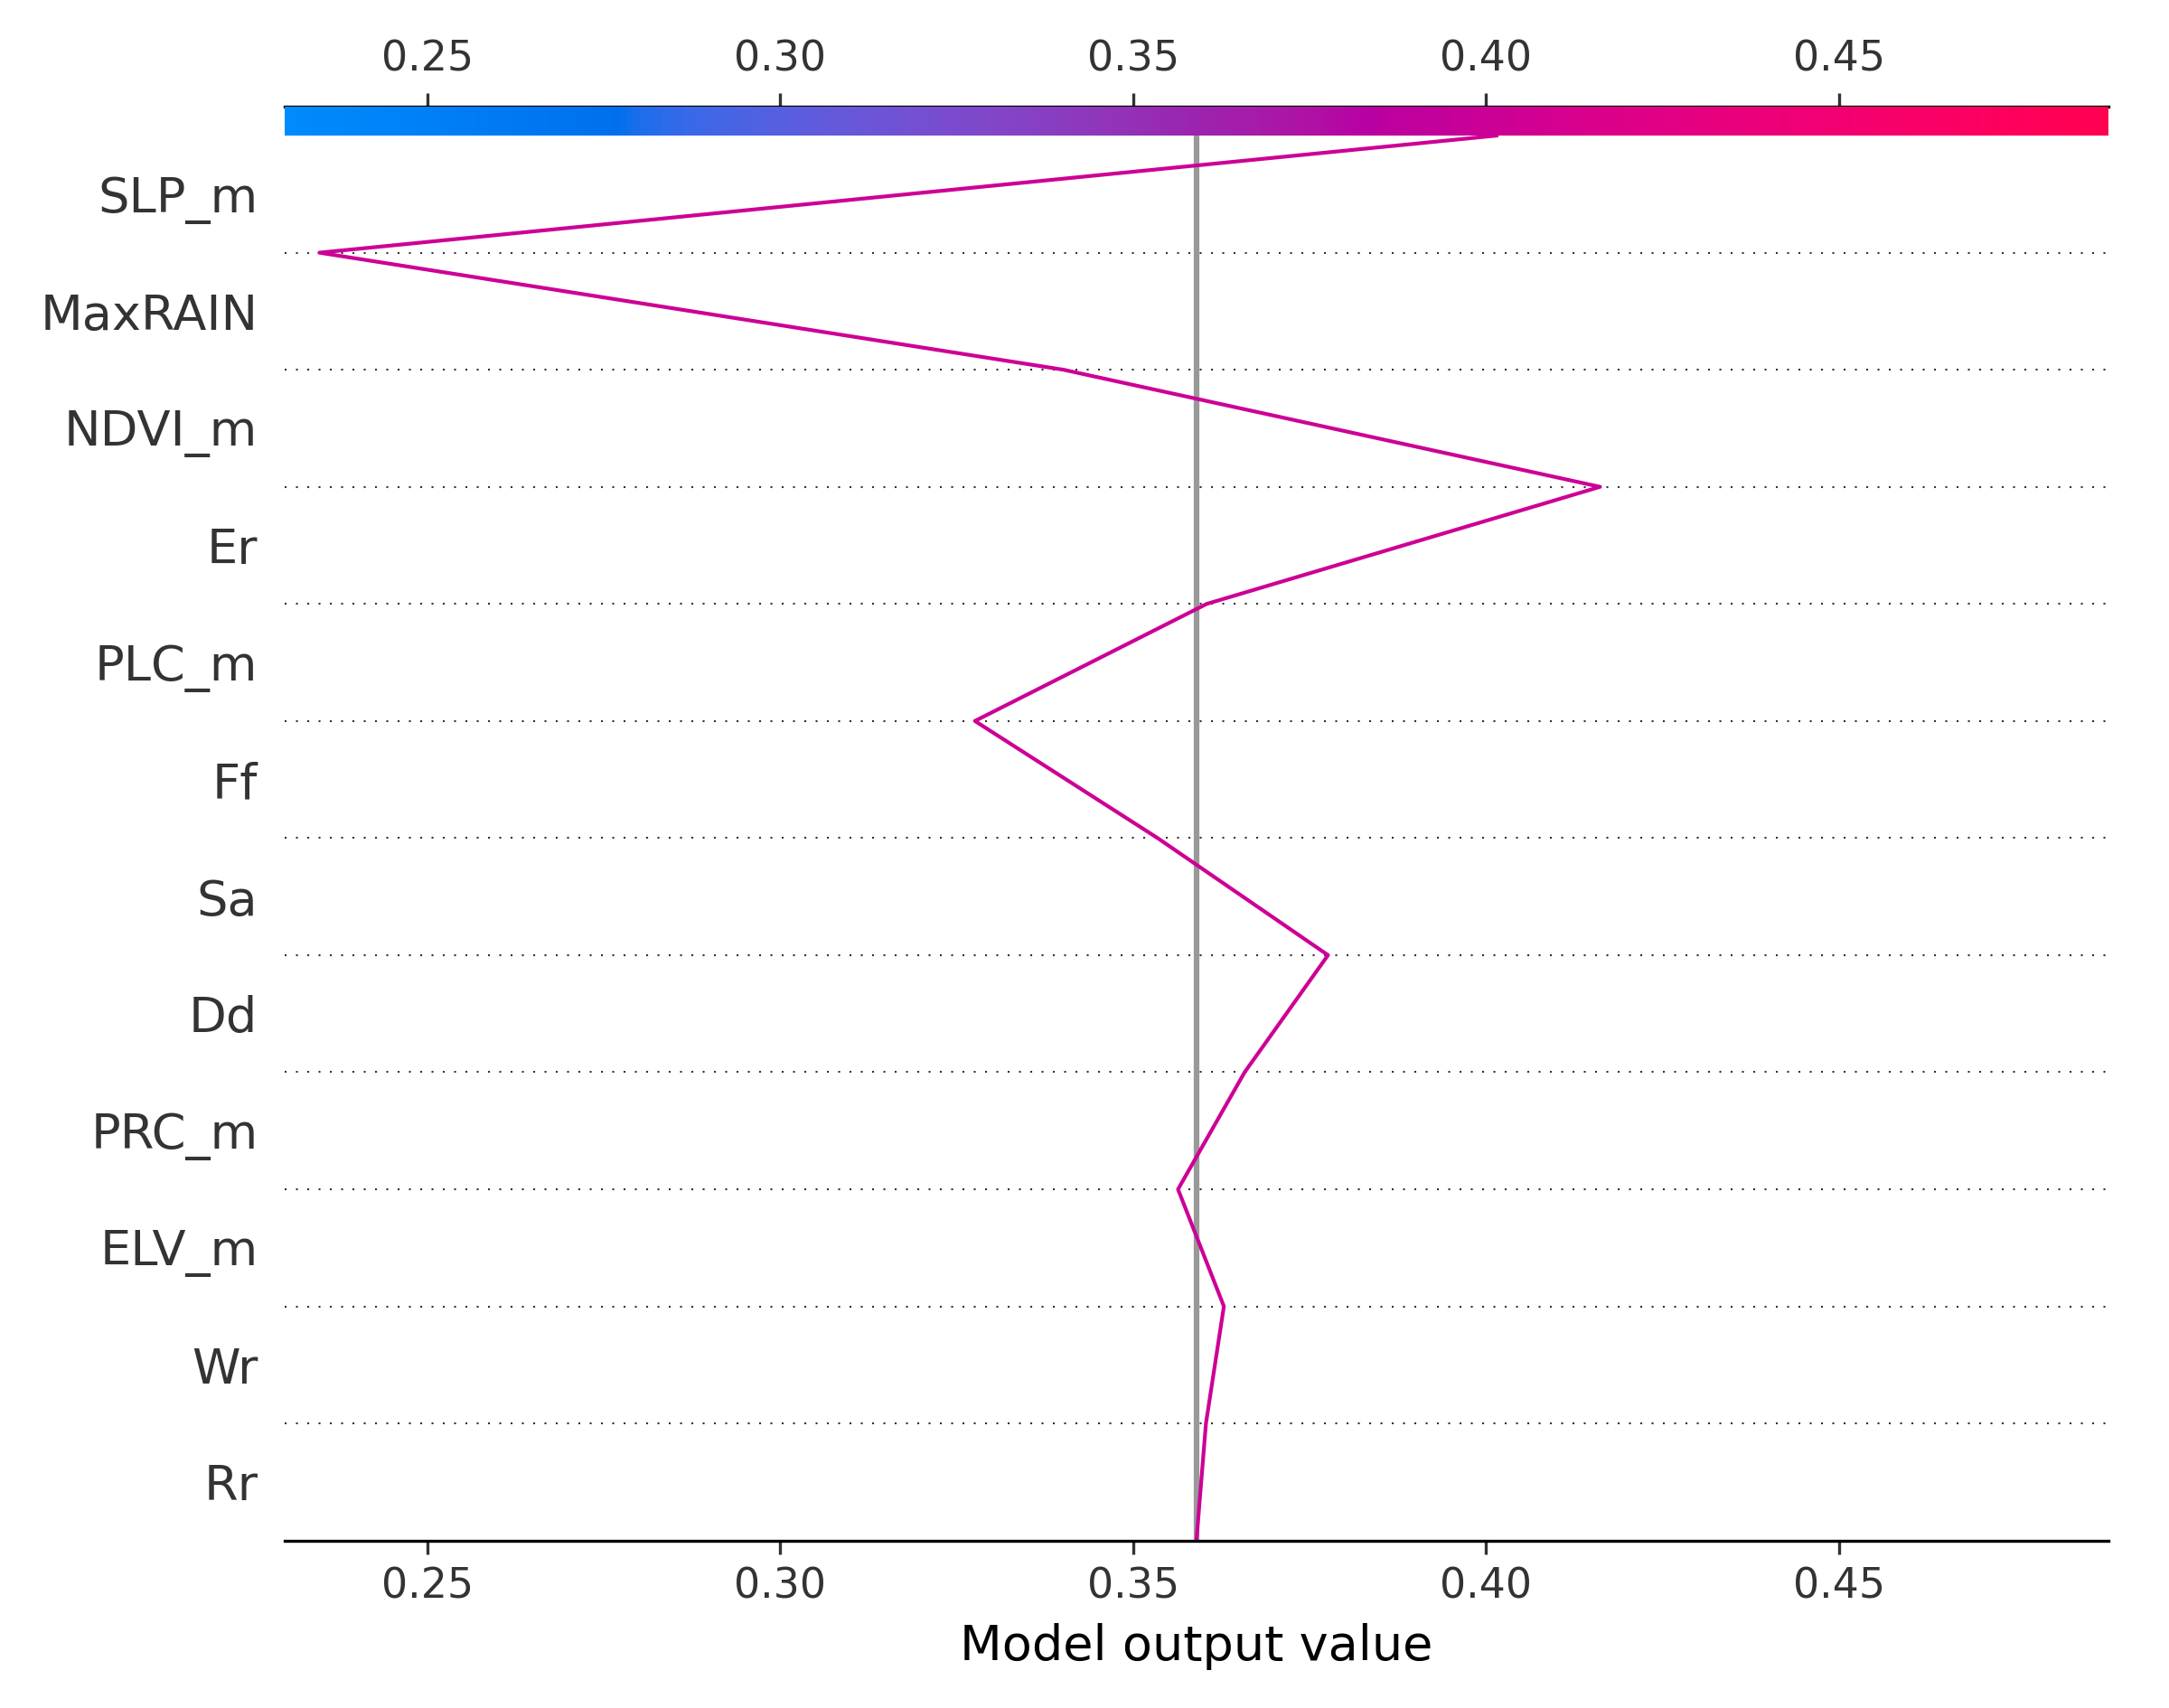 0.25 0.30 0.35 0.40 0.45
SLP_m
MaxRAIN
NDVI_m
Er
PLC_m
Ff
Sa
Dd
PRC_m
ELV_m
Wr
Rr
0.25 0.30 0.35 0.40 0.45
Model output value